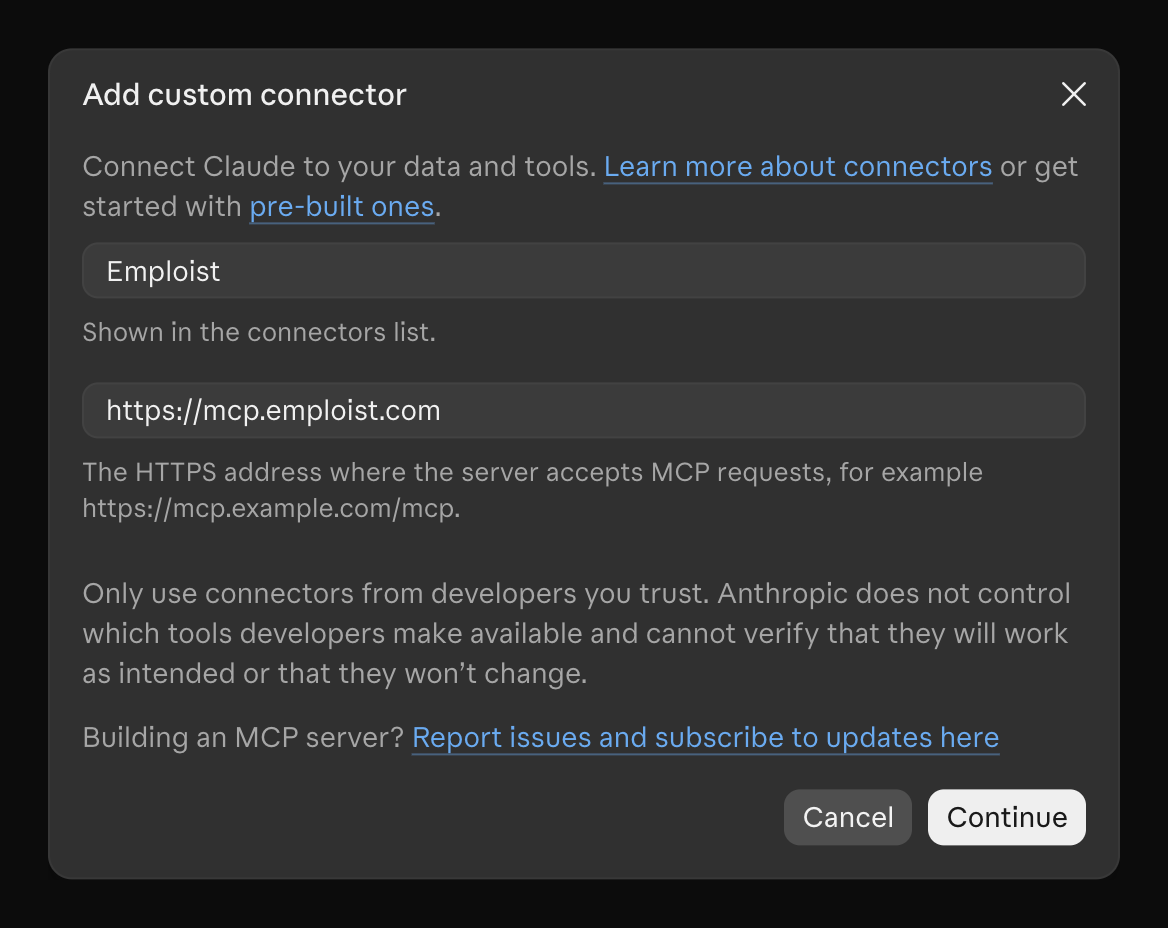 Add custom connector
Connect Claude to your data and tools. Learn more about connectors or get
started with pre-built ones.
Emploist
Shown in the connectors list.
https://mcp.emploist.com
The HTTPS address where the server accepts MCP requests, for example
https://mcp.example.com/mcp.
Only use connectors from developers you trust. Anthropic does not control
which tools developers make available and cannot verify that they will work
as intended or that they won’t change.
Building an MCP server? Report issues and subscribe to updates here
Cancel
Continue